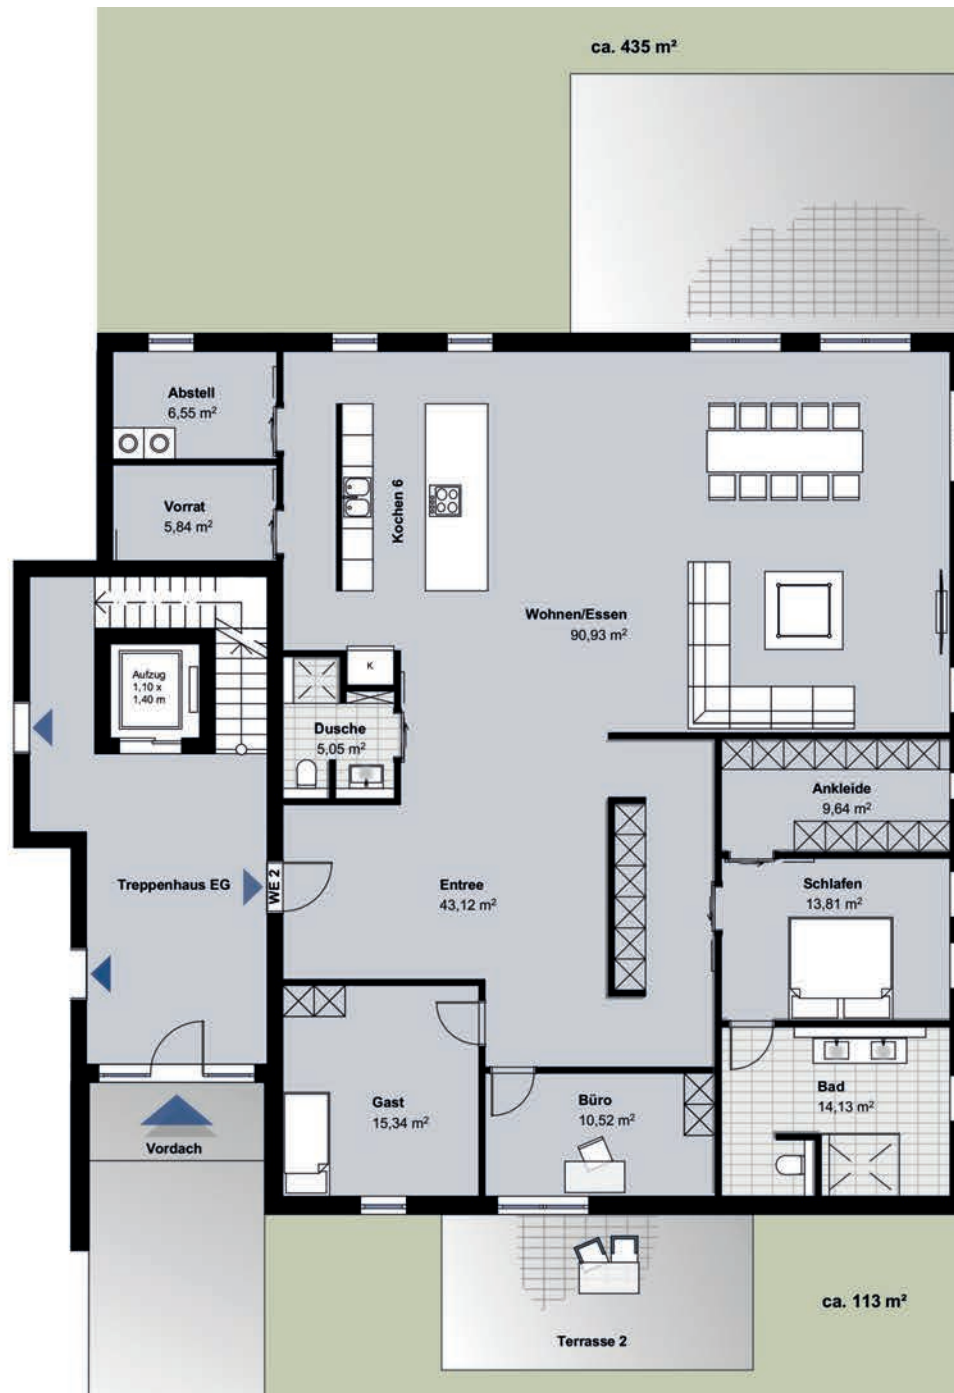 ca. 435 m²
Abstell
6,55 m²
Vorrat
5,84 m²
Kochen 6
Wohnen/Essen
90,93 m²
K
Aufzug
1,10 x
1,40 m
Dusche
5,05 m²
Ankleide
9,64 m²
Treppenhaus EG
WE 2
Entree
43,12 m²
Schlafen
13,81 m²
Gast
15,34 m²
Büro
10,52 m²
Bad
14,13 m²
Vordach
ca. 113 m²
Terrasse 2